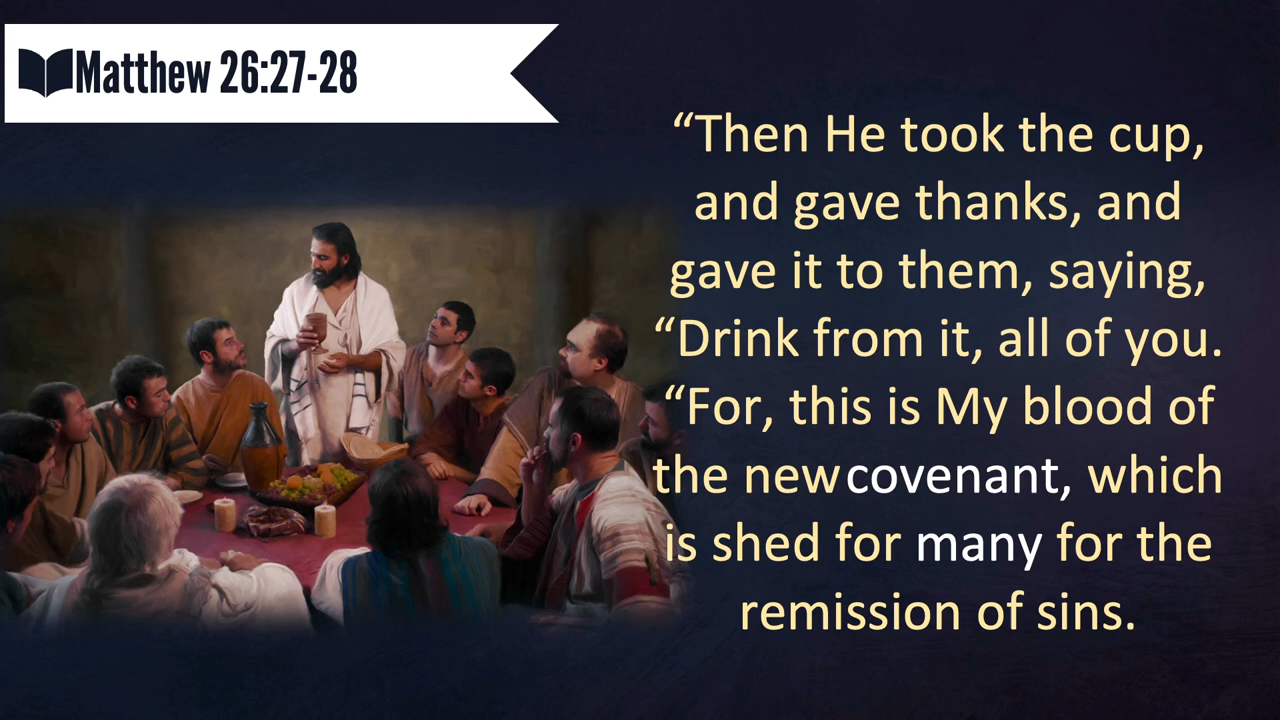 Matthew 26:27-28
“Then He took the cup,
and gave thanks, and
gave it to them, saying,
“Drink from it, all of you.
“For, this is My blood of
the new covenant, which
is shed for many for the
remission of sins.